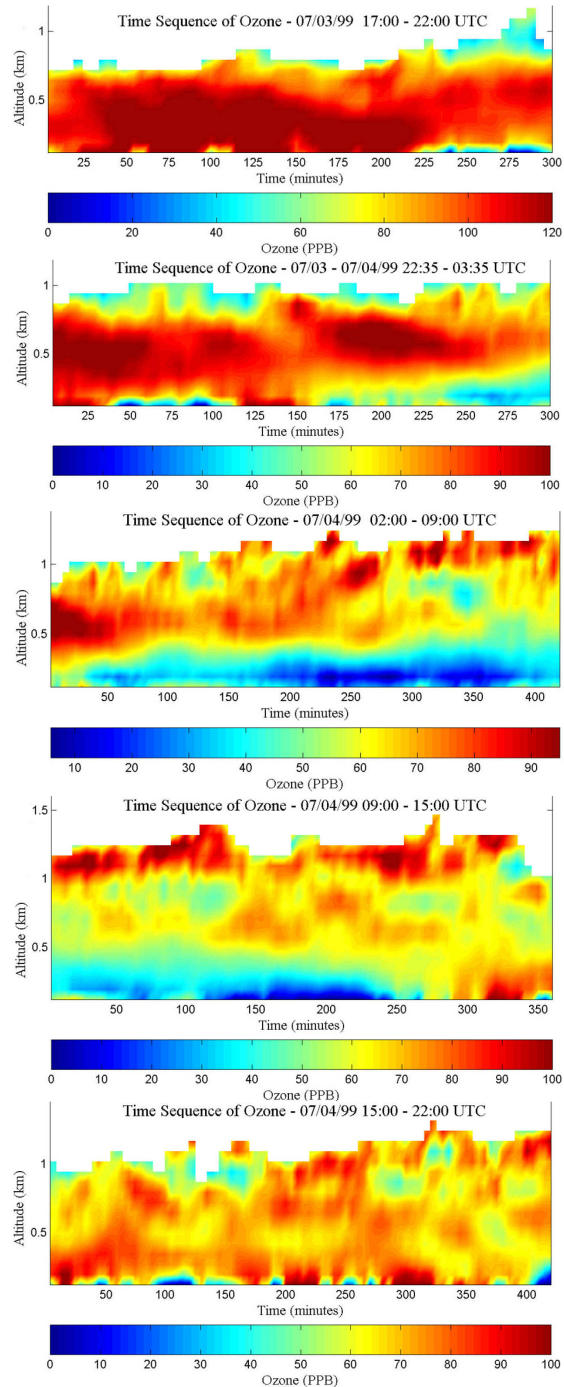 Time Sequence of Ozone - 07/03/99 17:00 - 22:00 UTC
1
0.5
Altitude (km)
25 50 75 100 125 150 175 200 225 250 275 300
Time (minutes)
0 20 40 60 80 100 120
Ozone (PPB)
Time Sequence of Ozone - 07/03 - 07/04/99 22:35 - 03:35 UTC
1
0.5
Altitude (km)
25 50 75 100 125 150 175 200 225 250 275 300
Time (minutes)
0 10 20 30 40 50 60 70 80 90 100
Ozone (PPB)
Time Sequence of Ozone - 07/04/99 02:00 - 09:00 UTC
1
0.5
Altitude (km)
50 100 150 200 250 300 350 400
Time (minutes)
10 20 30 40 50 60 70 80 90
Ozone (PPB)
Time Sequence of Ozone - 07/04/99 09:00 - 15:00 UTC
1.5
1
0.5
Altitude (km)
50 100 150 200 250 300 350
Time (minutes)
0 10 20 30 40 50 60 70 80 90 100
Ozone (PPB)
Time Sequence of Ozone - 07/04/99 15:00 - 22:00 UTC
1
0.5
Altitude (km)
50 100 150 200 250 300 350 400
Time (minutes)
0 10 20 30 40 50 60 70 80 90 100
Ozone (PPB)